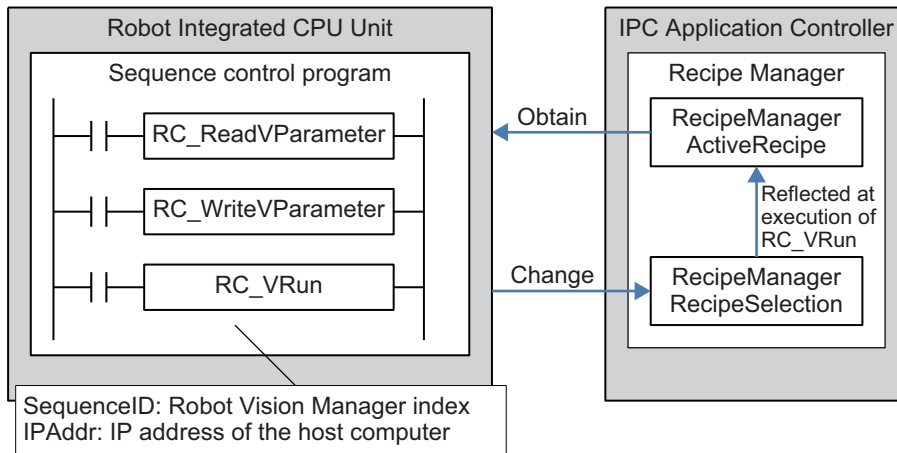 Robot Integrated CPU Unit
Sequence control program
RC_ReadVParameter
RC_WriteVParameter
RC_VRun
SequenceID: Robot Vision Manager index
IPAddr: IP address of the host computer
Obtain
Change
IPC Application Controller
Recipe Manager
RecipeManager
ActiveRecipe
Reflected at
execution of
RC_VRun
RecipeManager
RecipeSelection